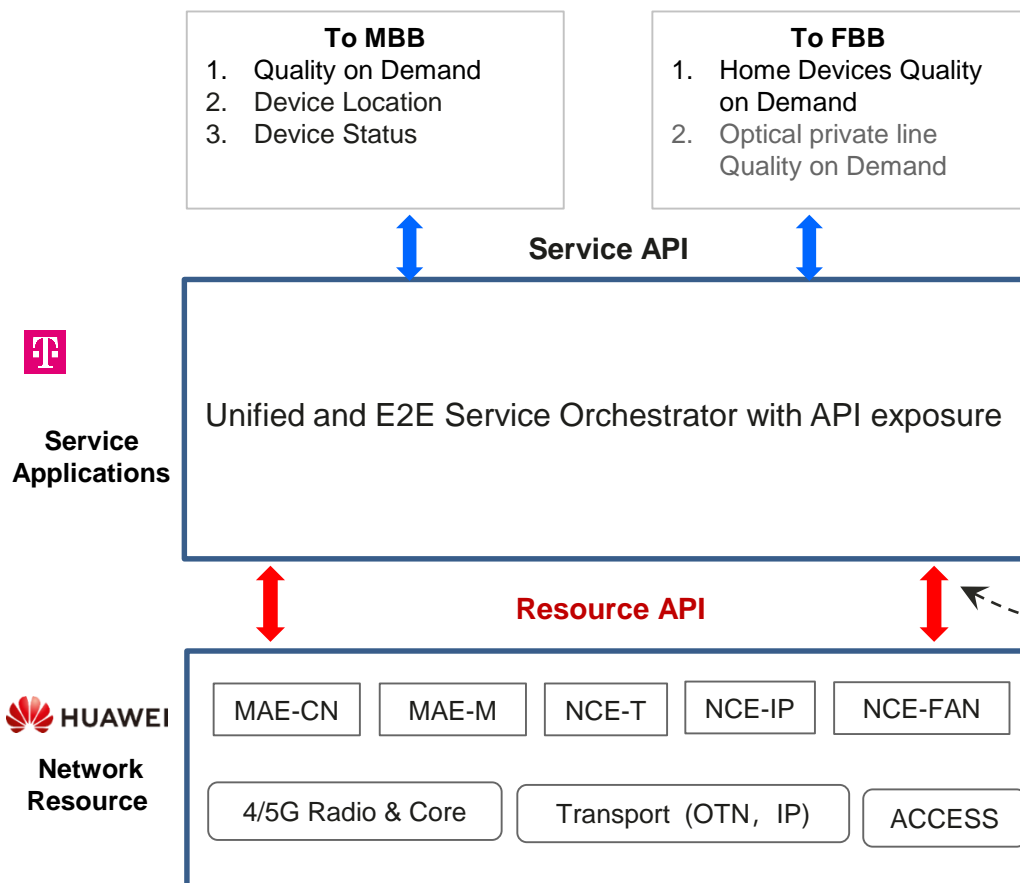 To MBB
1. Quality on Demand
2. Device Location
3. Device Status
To FBB
1. Home Devices Quality
on Demand
2. Optical private line
Quality on Demand
Service API
T
Service
Applications
Unified and E2E Service Orchestrator with API exposure
Resource API
HUAWEI
Network
Resource
MAE-CN
MAE-M
NCE-T
NCE-IP
NCE-FAN
4/5G Radio & Core
Transport (OTN, IP)
ACCESS